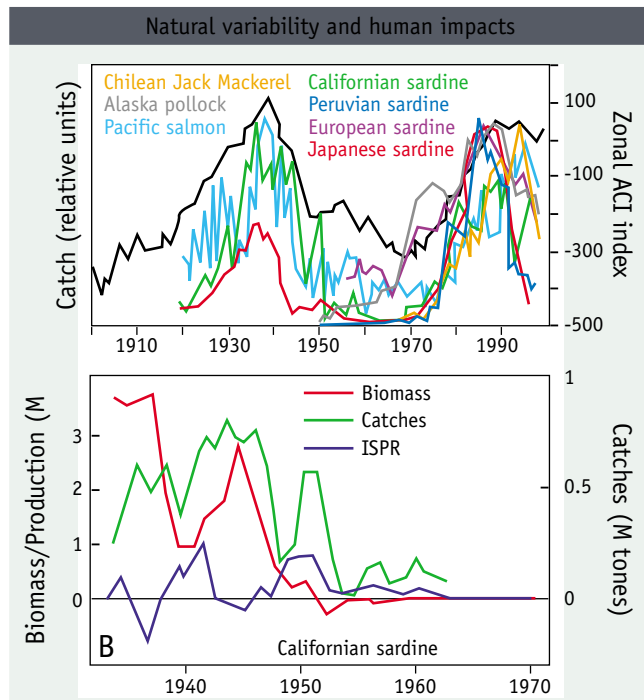 Natural variability and human impacts
Chilean Jack Mackerel
Alaska pollock
Pacific salmon
Californian sardine
Peruvian sardine
European sardine
Japanese sardine
Catch (relative units)
Zonal ACI index
100
-100
-300
-500
1910 1930 1950 1970 1990
Biomass/Production (M
Catches (M tones)
Biomass
Catches
ISPR
3
2
1
0
1
0.5
0
B
Californian sardine
1940 1950 1960 1970